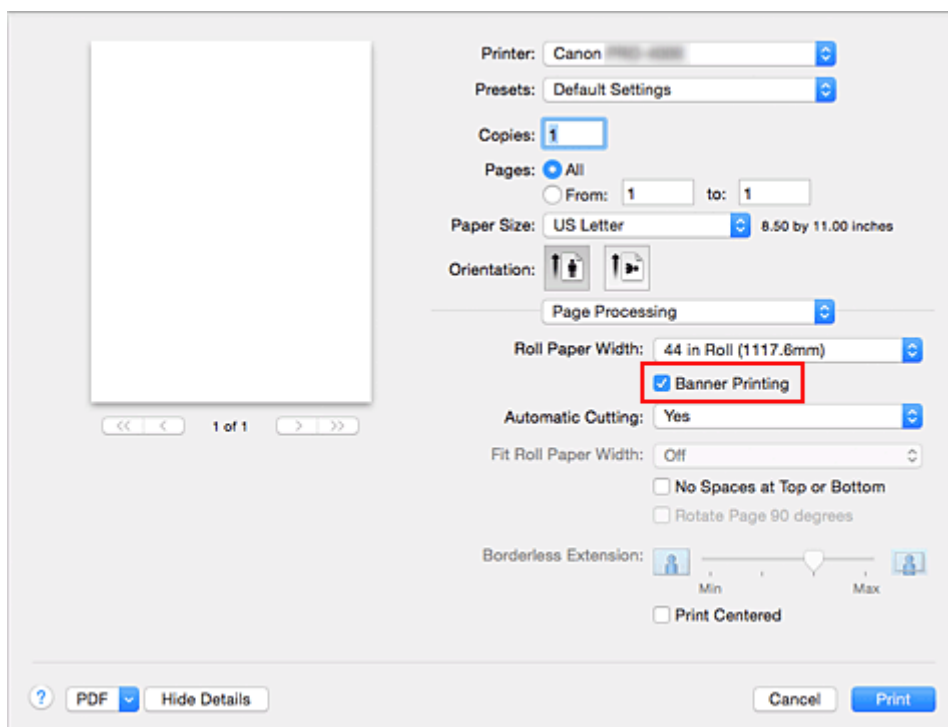 Printer: Canon
Presets: Default Settings
Copies: 1
Pages: All
From: 1 to: 1
Paper Size: US Letter 8.50 by 11.00 inches
Orientation:
Page Processing
Roll Paper Width: 44 in Roll (1117.6mm)
Banner Printing
<< < 1 of 1 > >>
Automatic Cutting: Yes
Fit Roll Paper Width: Off
No Spaces at Top or Bottom
Rotate Page 90 degrees
Borderless Extension:
Min Max
Print Centered
? PDF Hide Details Cancel Print